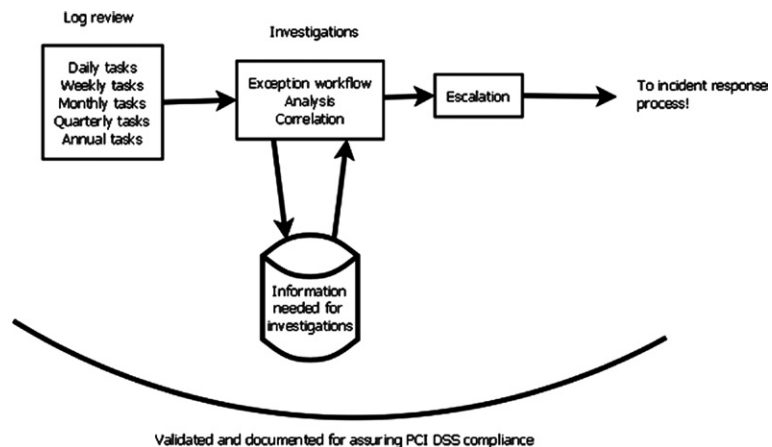 Log review
Daily tasks
Weekly tasks
Monthly tasks
Quarterly tasks
Annual tasks
Investigations
Exception workflow
Analysis
Correlation
Escalation
To incident response
process!
Information
needed for
investigations
Validated and documented for assuring PCI DSS compliance